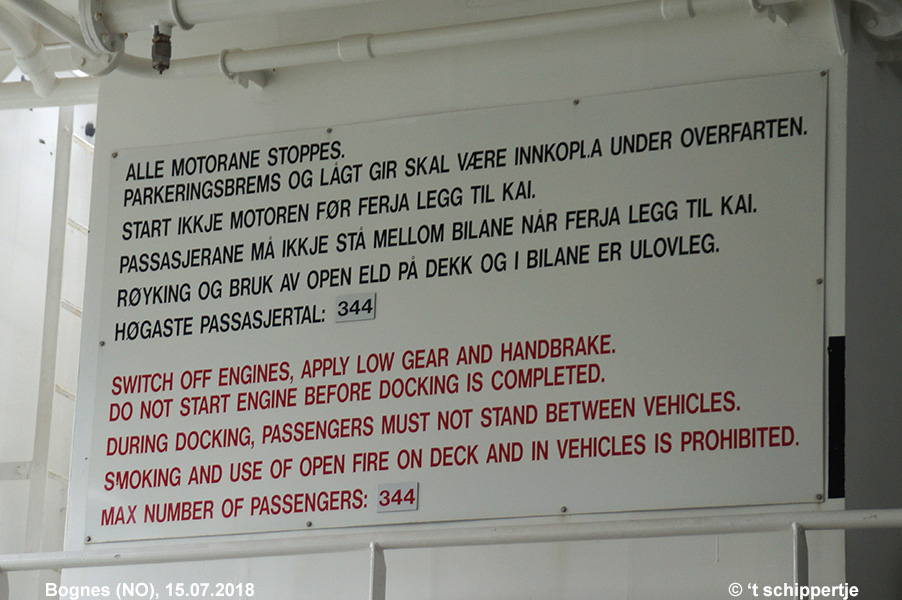 ALLE MOTORANE STOPPES.
PARKERINGSBREMS OG LÅGT GIR SKAL VÆRE INNKOPLA UNDER OVERFARTEN.
START IKKJE MOTOREN FØR FERJA LEGG TIL KAI.
PASSASJERANE MÅ IKKJE STÅ MELLOM BILANE NÅR FERJA LEGG TIL KAI.
RØYKING OG BRUK AV OPEN ELD PÅ DEKK OG I BILANE ER ULOVLEG.
HØGASTE PASSASJERTAL: 344
SWITCH OFF ENGINES, APPLY LOW GEAR AND HANDBRAKE.
DO NOT START ENGINE BEFORE DOCKING IS COMPLETED.
DURING DOCKING, PASSENGERS MUST NOT STAND BETWEEN VEHICLES.
SMOKING AND USE OF OPEN FIRE ON DECK AND IN VEHICLES IS PROHIBITED.
MAX NUMBER OF PASSENGERS: 344
Bognes (NO), 15.07.2018
© 't schippertje